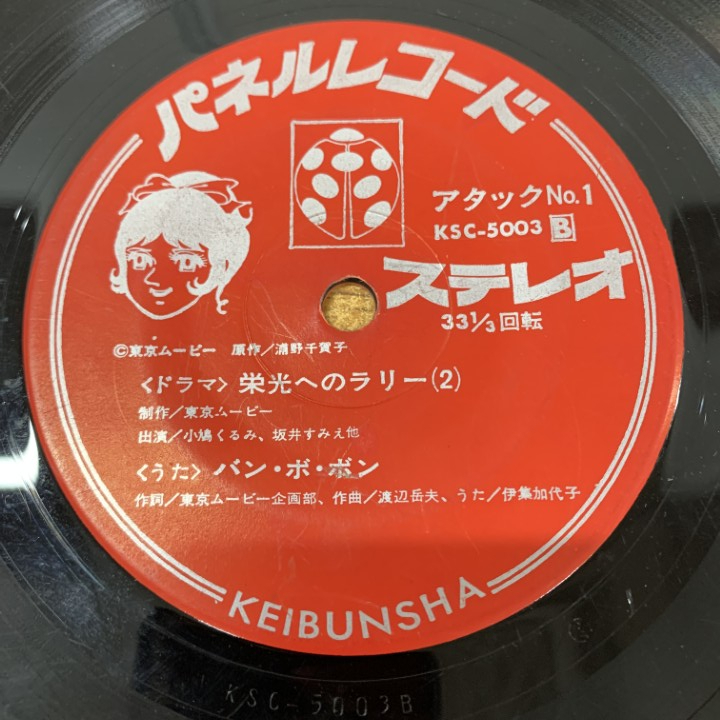 パネルレコード
アタックNo.1
KSC-5003 B
ステレオ
33 1/3 回転
©東京ムービー 原作/浦野千賀子
<ドラマ> 栄光へのラリー(2)
制作/東京ムービー
出演/小鳩くるみ、坂井すみえ他
<うた> バン・ボ・ボン
作詞/東京ムービー企画部、作曲/渡辺岳夫、うた/伊集加代子
KEIBUNSHA
KSC-5003B